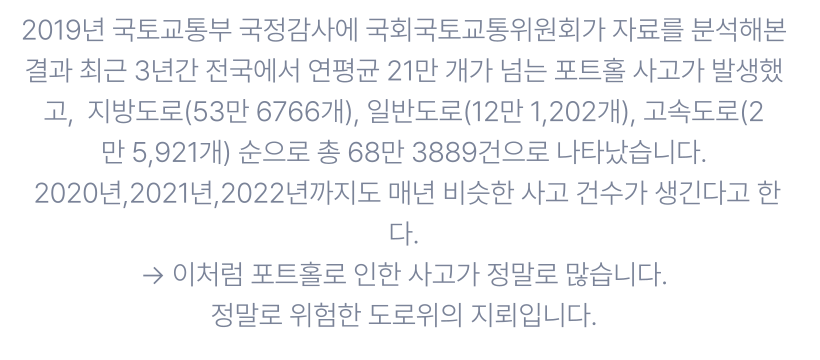 2019년 국토교통부 국정감사에 국회국토교통위원회가 자료를 분석해본
결과 최근 3년간 전국에서 연평균 21만 개가 넘는 포트홀 사고가 발생했
고,  지방도로(53만 6766개), 일반도로(12만 1,202개), 고속도로(2
만 5,921개) 순으로 총 68만 3889건으로 나타났습니다.
2020년,2021년,2022년까지도 매년 비슷한 사고 건수가 생긴다고 한
다.
→ 이처럼 포트홀로 인한 사고가 정말로 많습니다.
정말로 위험한 도로위의 지뢰입니다.